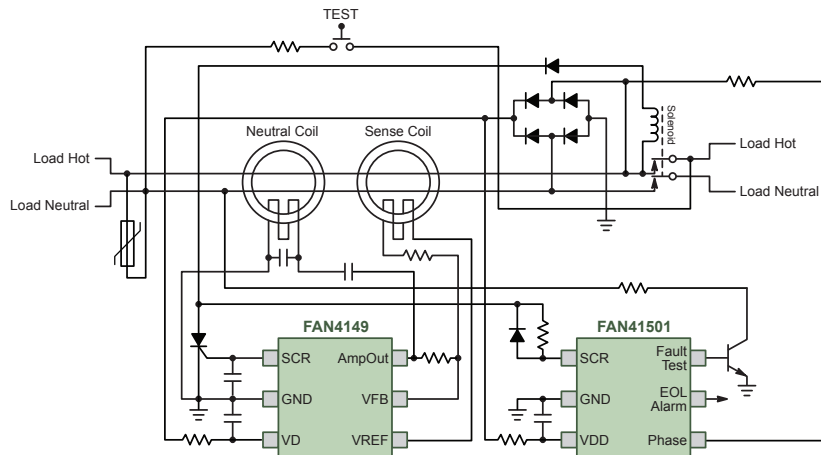 TEST
Neutral Coil
Sense Coil
Solenoid
Load Hot
Load Neutral
Load Hot
Load Neutral
FAN4149
SCR
AmpOut
GND
VFB
VD
VREF
FAN41501
SCR
Fault
Test
GND
EOL
Alarm
VDD
Phase